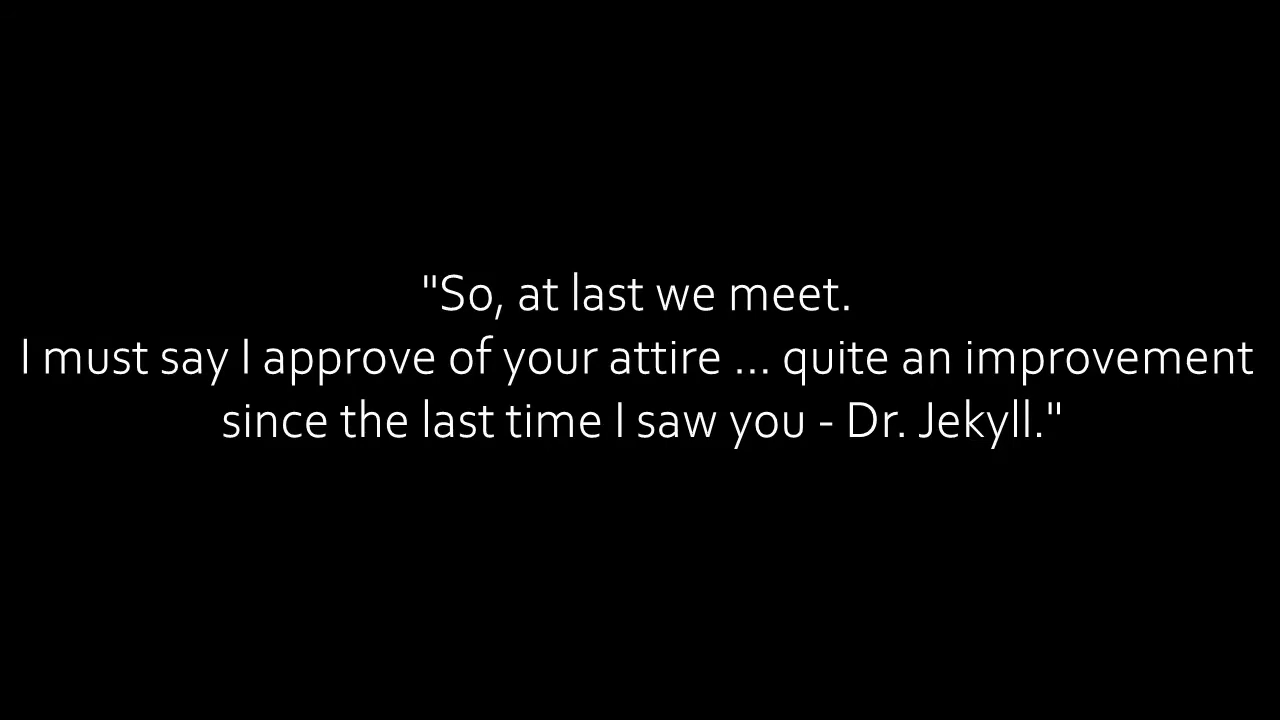 "So, at last we meet.
I must say I approve of your attire ... quite an improvement
since the last time I saw you - Dr. Jekyll."